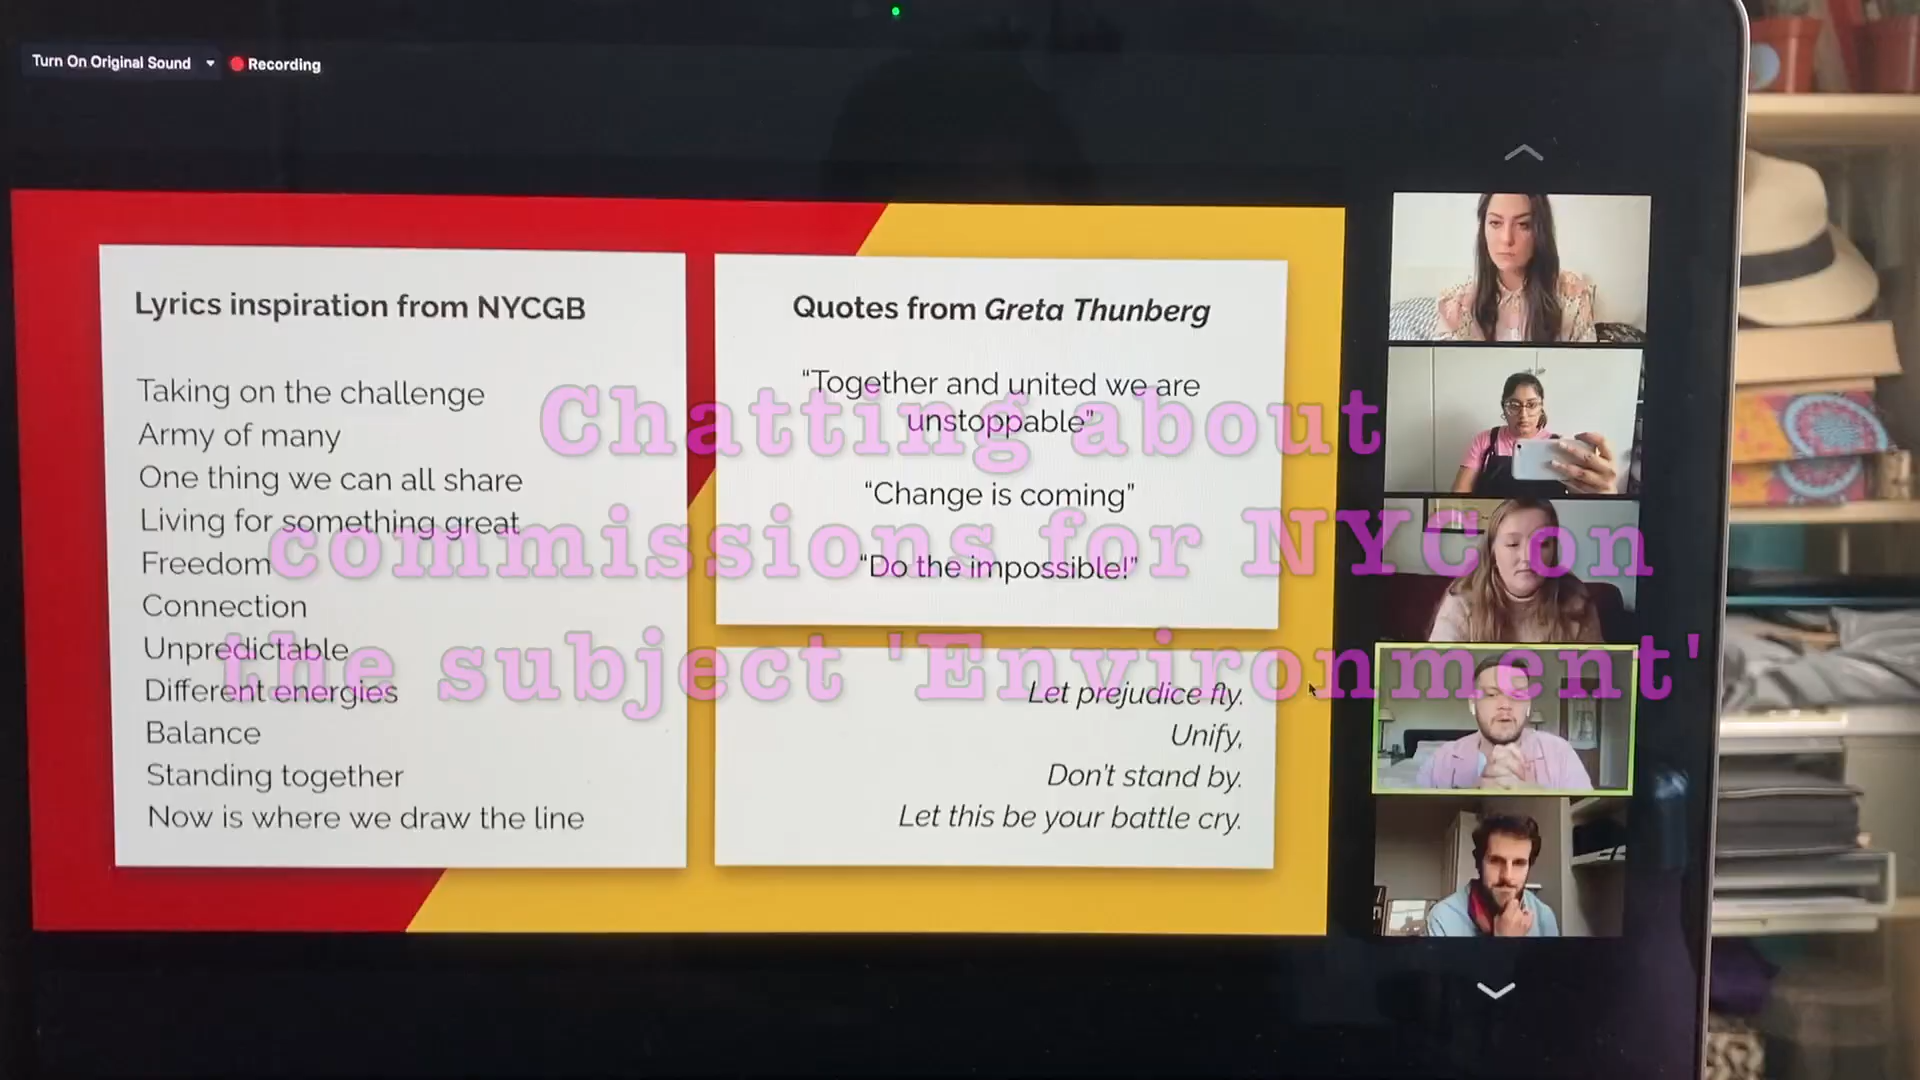 Turn On Original Sound
Recording
Lyrics inspiration from NYCGB
Taking on the challenge
Army of many
One thing we can all share
Living for something great
Freedom
Connection
Unpredictable
Different energies
Balance
Standing together
Now is where we draw the line
Quotes from Greta Thunberg
“Together and united we are
unstoppable”
“Change is coming”
“Do the impossible!”
Let prejudice fly.
Unify,
Don't stand by.
Let this be your battle cry.
Chatting about
commissions for NYC on
the subject 'Environment'